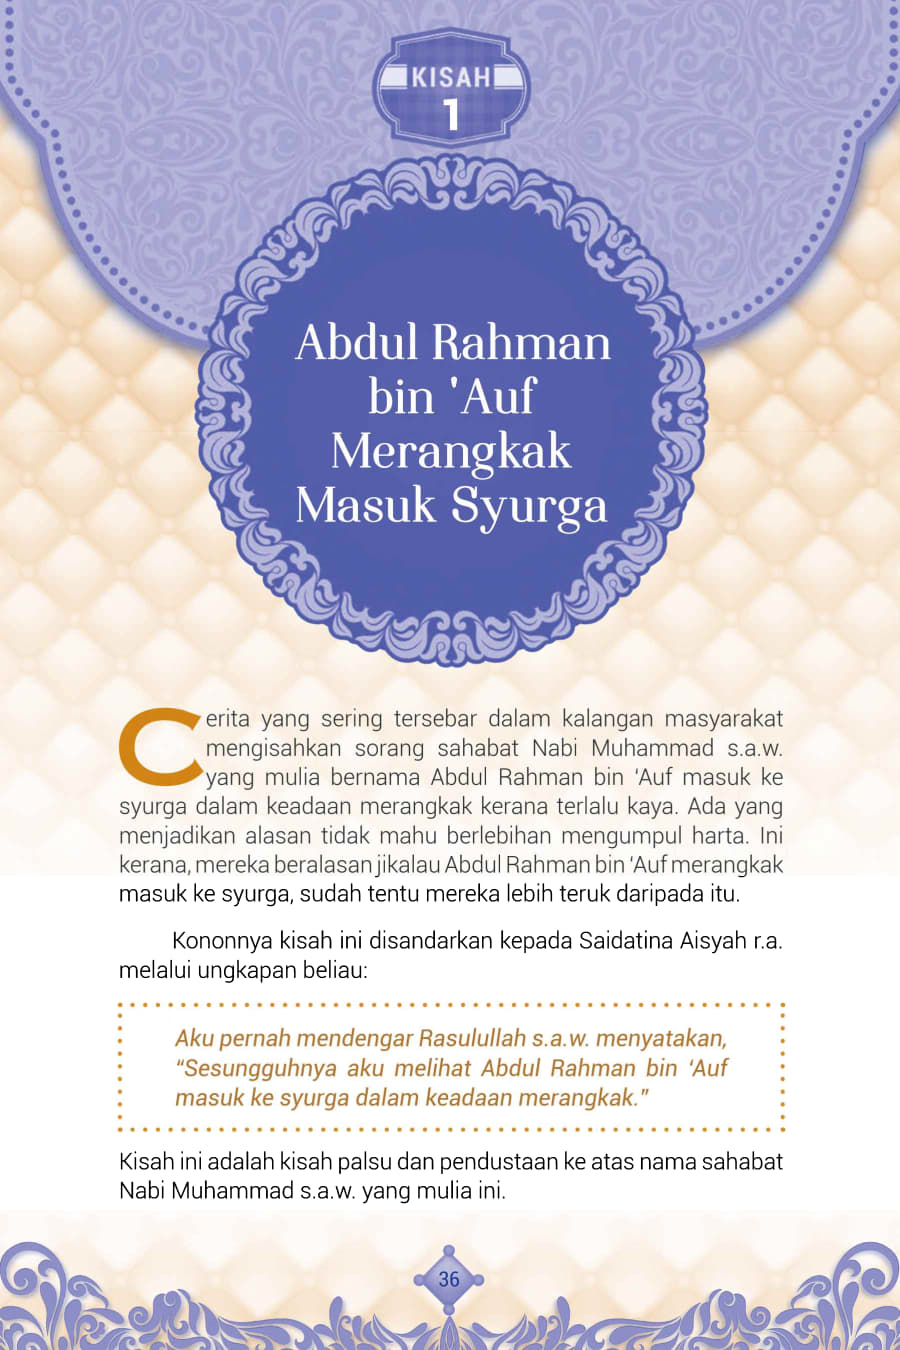 KISAH
1
Abdul Rahman
bin 'Auf
Merangkak
Masuk Syurga
Cerita yang sering tersebar dalam kalangan masyarakat
mengisahkan sorang sahabat Nabi Muhammad s.a.w.
yang mulia bernama Abdul Rahman bin ‘Auf masuk ke
syurga dalam keadaan merangkak kerana terlalu kaya. Ada yang
menjadikan alasan tidak mahu berlebihan mengumpul harta. Ini
kerana, mereka beralasan jikalau Abdul Rahman bin ‘Auf merangkak
masuk ke syurga, sudah tentu mereka lebih teruk daripada itu.
Kononnya kisah ini disandarkan kepada Saidatina Aisyah r.a.
melalui ungkapan beliau:
Aku pernah mendengar Rasulullah s.a.w. menyatakan,
“Sesungguhnya aku melihat Abdul Rahman bin ‘Auf
masuk ke syurga dalam keadaan merangkak.”
Kisah ini adalah kisah palsu dan pendustaan ke atas nama sahabat
Nabi Muhammad s.a.w. yang mulia ini.
36